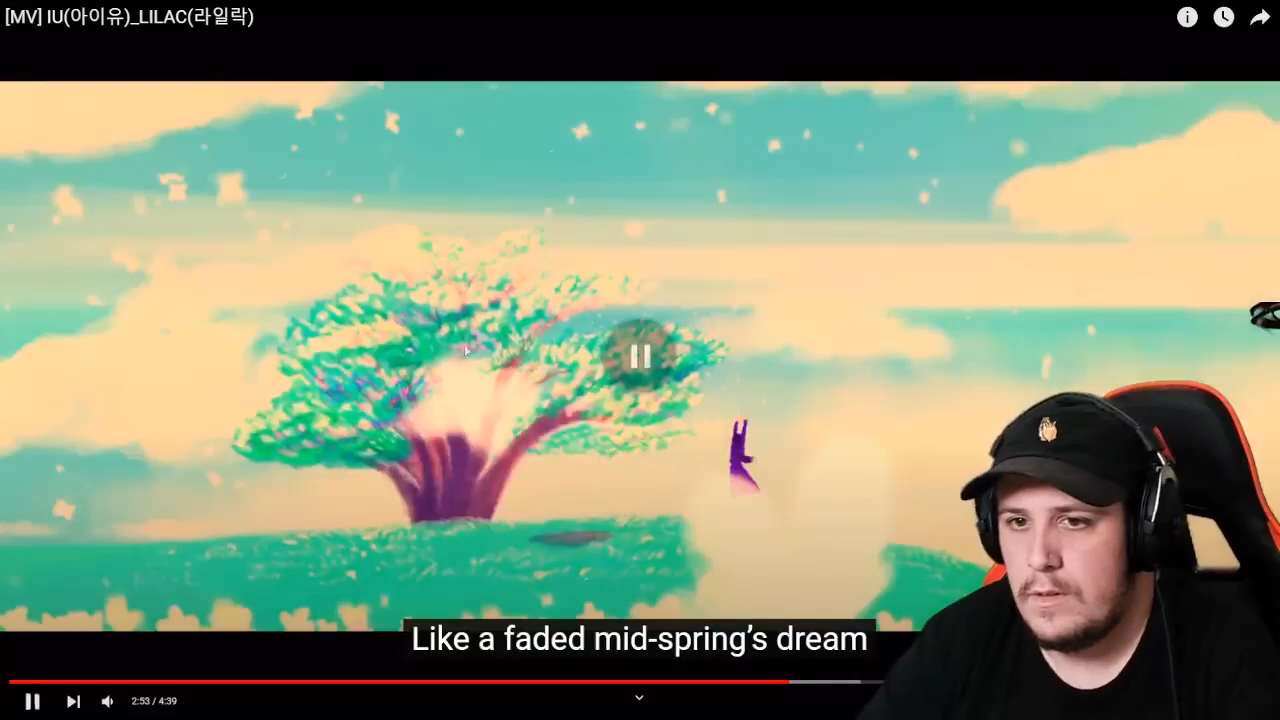 [MV] IU(아이유)_LILAC(라일락)
Like a faded mid-spring’s dream
2:53 / 4:39